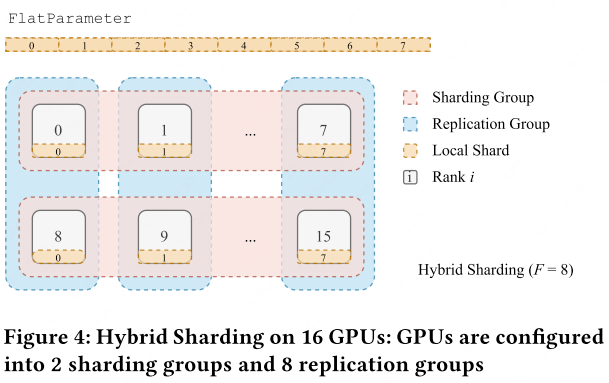 FlatParameter
0 1 2 3 4 5 6 7
0 1 ... 7
0 1 7
8 9 ... 15
0 1 7
Sharding Group
Replication Group
Local Shard
i Rank i
Hybrid Sharding (F = 8)
Figure 4: Hybrid Sharding on 16 GPUs: GPUs are configured
into 2 sharding groups and 8 replication groups